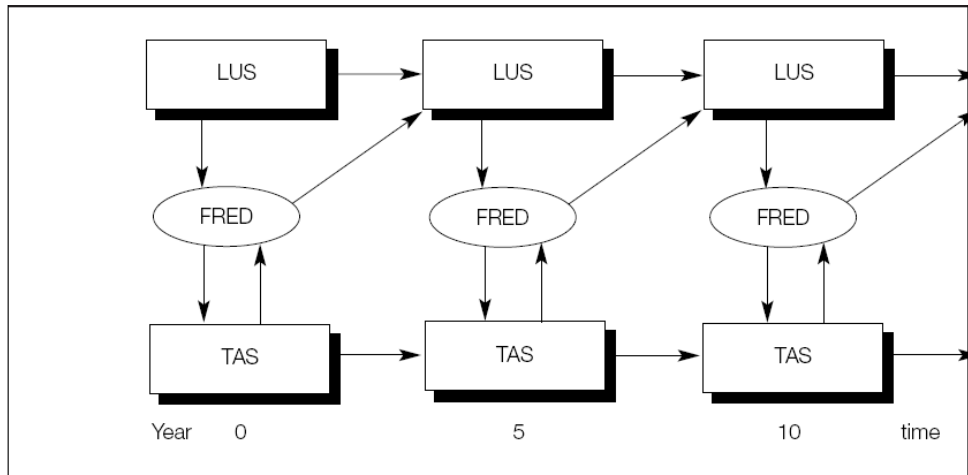 LUS LUS LUS
FRED FRED FRED
TAS TAS TAS
Year 0 5 10 time